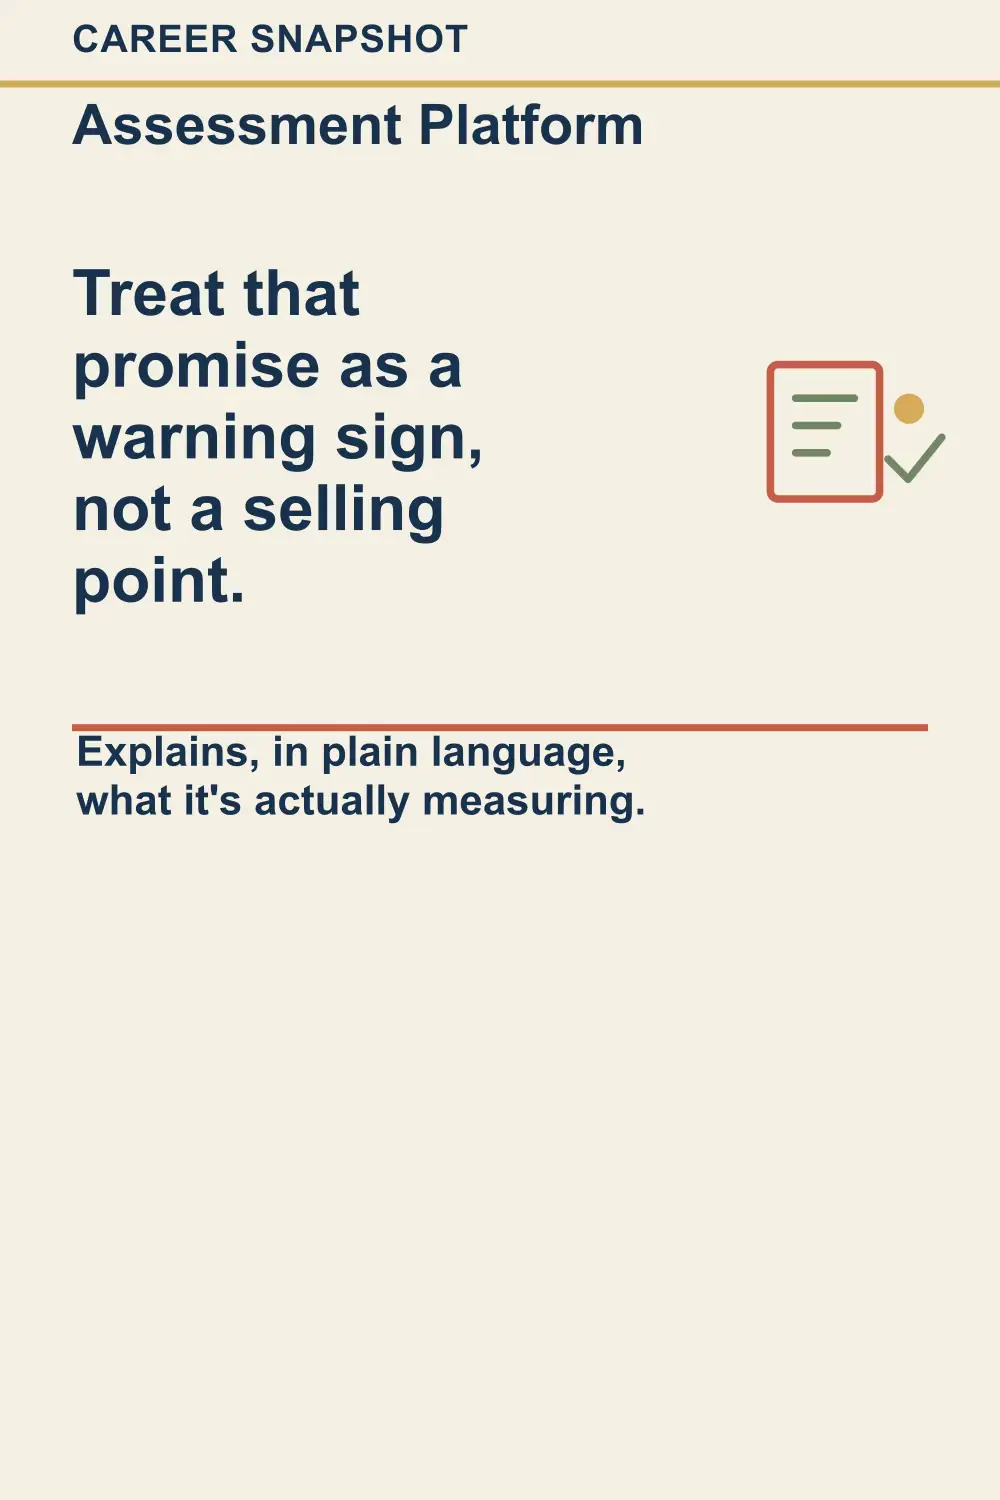 CAREER SNAPSHOT
Assessment Platform
Treat that
promise as a
warning sign,
not a selling
point.
Explains, in plain language,
what it's actually measuring.